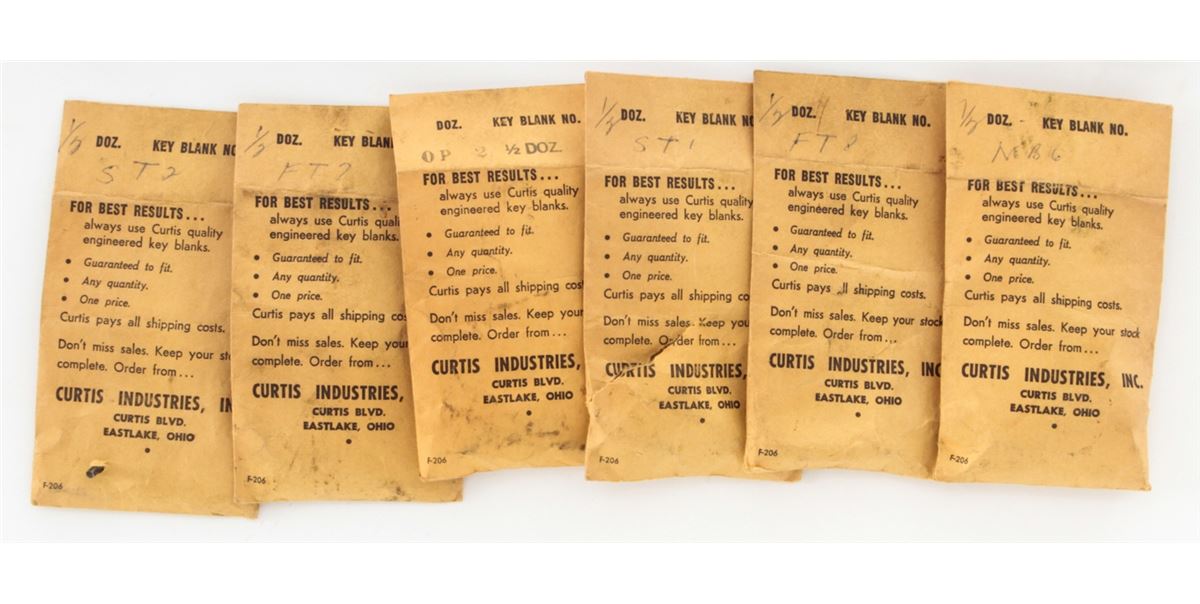 1/2 DOZ. KEY BLANK NO.
ST2
FOR BEST RESULTS...
always use Curtis quality
engineered key blanks.
• Guaranteed to fit.
• Any quantity.
• One price.
Curtis pays all shipping costs.
Don't miss sales. Keep your st
complete. Order from...
CURTIS INDUSTRIES, IN
CURTIS BLVD.
EASTLAKE, OHIO
F-206
1/2 DOZ. KEY BLANK
FT7
FOR BEST RESULTS...
always use Curtis quali
engineered key blanks.
• Guaranteed to fit.
• Any quantity.
• One price.
Curtis pays all shipping cos
Don't miss sales. Keep your
complete. Order from...
CURTIS INDUSTRIES,
CURTIS BLVD.
EASTLAKE, OHIO
F-206
DOZ. KEY BLANK NO.
OP 2 1/2 DOZ.
FOR BEST RESULTS...
always use Curtis quality
engineered key blanks.
• Guaranteed to fit.
• Any quantity.
• One price.
Curtis pays all shipping cos
Don't miss sales. Keep your
complete. Order from...
CURTIS INDUSTRIES,
CURTIS BLVD.
EASTLAKE, OHIO
1/2 DOZ. KEY BLANK NO.
ST1
FOR BEST RESULTS...
always use Curtis quality
engineered key blanks.
• Guaranteed to fit.
• Any quantity.
• One price.
Curtis pays all shipping cost
Don't miss sales. Keep you
complete. Order from...
CURTIS INDUSTRIES,
CURTIS BLVD.
EASTLAKE, OHIO
F-206
1/2 DOZ. KEY BLANK NO.
FT8
FOR BEST RESULTS...
always use Curtis quality
engineered key blanks.
• Guaranteed to fit.
• Any quantity.
• One price.
Curtis pays all shipping costs.
Don't miss sales. Keep your stock
complete. Order from...
CURTIS INDUSTRIES, INC
CURTIS BLVD.
EASTLAKE, OHIO
F-206
1/2 DOZ. KEY BLANK NO.
NB6
FOR BEST RESULTS...
always use Curtis quality
engineered key blanks.
• Guaranteed to fit.
• Any quantity.
• One price.
Curtis pays all shipping costs.
Don't miss sales. Keep your stock
complete. Order from...
CURTIS INDUSTRIES, INC.
CURTIS BLVD.
EASTLAKE, OHIO
F-206